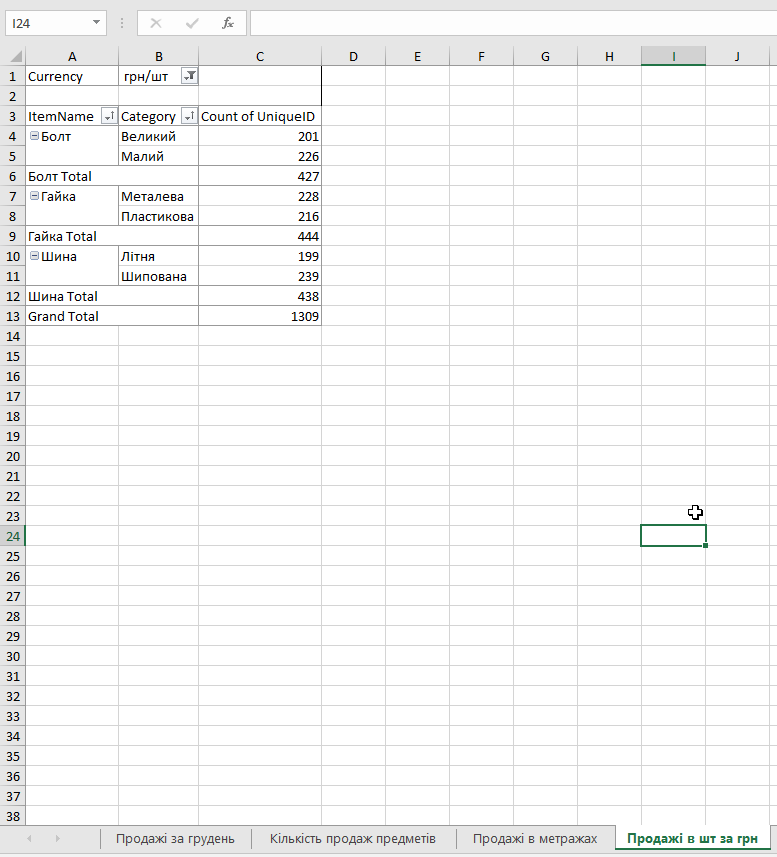 I24
fx
A B C D E F G H I J
1 Currency грн/шт
2
3 ItemName Category Count of UniqueID
4 Болт Великий 201
5 Малий 226
6 Болт Total 427
7 Гайка Металева 228
8 Пластикова 216
9 Гайка Total 444
10 Шина Літня 199
11 Шипована 239
12 Шина Total 438
13 Grand Total 1309
14
15
16
17
18
19
20
21
22
23
24
25
26
27
28
29
30
31
32
33
34
35
36
37
38
Продажі за грудень Кількість продаж предметів Продажі в метражах Продажі в шт за грн